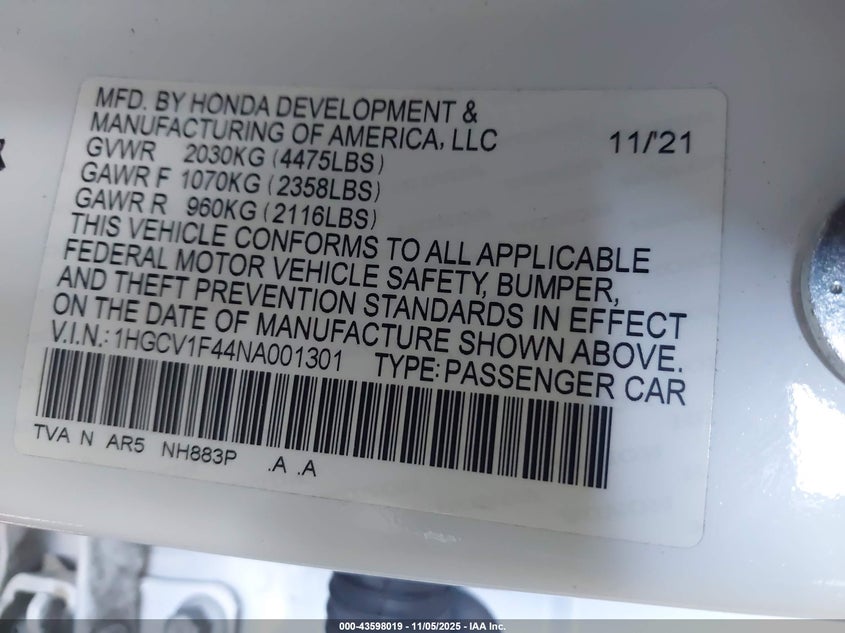 MFD. BY HONDA DEVELOPMENT &
MANUFACTURING OF AMERICA, LLC 11/'21
GVWR 2030KG (4475LBS)
GAWR F 1070KG (2358LBS)
GAWR R 960KG (2116LBS)
THIS VEHICLE CONFORMS TO ALL APPLICABLE
FEDERAL MOTOR VEHICLE SAFETY, BUMPER,
AND THEFT PREVENTION STANDARDS IN EFFECT
ON THE DATE OF MANUFACTURE SHOWN ABOVE.
V.I.N.: 1HGCV1F44NA001301 TYPE: PASSENGER CAR
TVA N AR5 NH883P .A .A
000-43598019 - 11/05/2025 - IAA Inc.